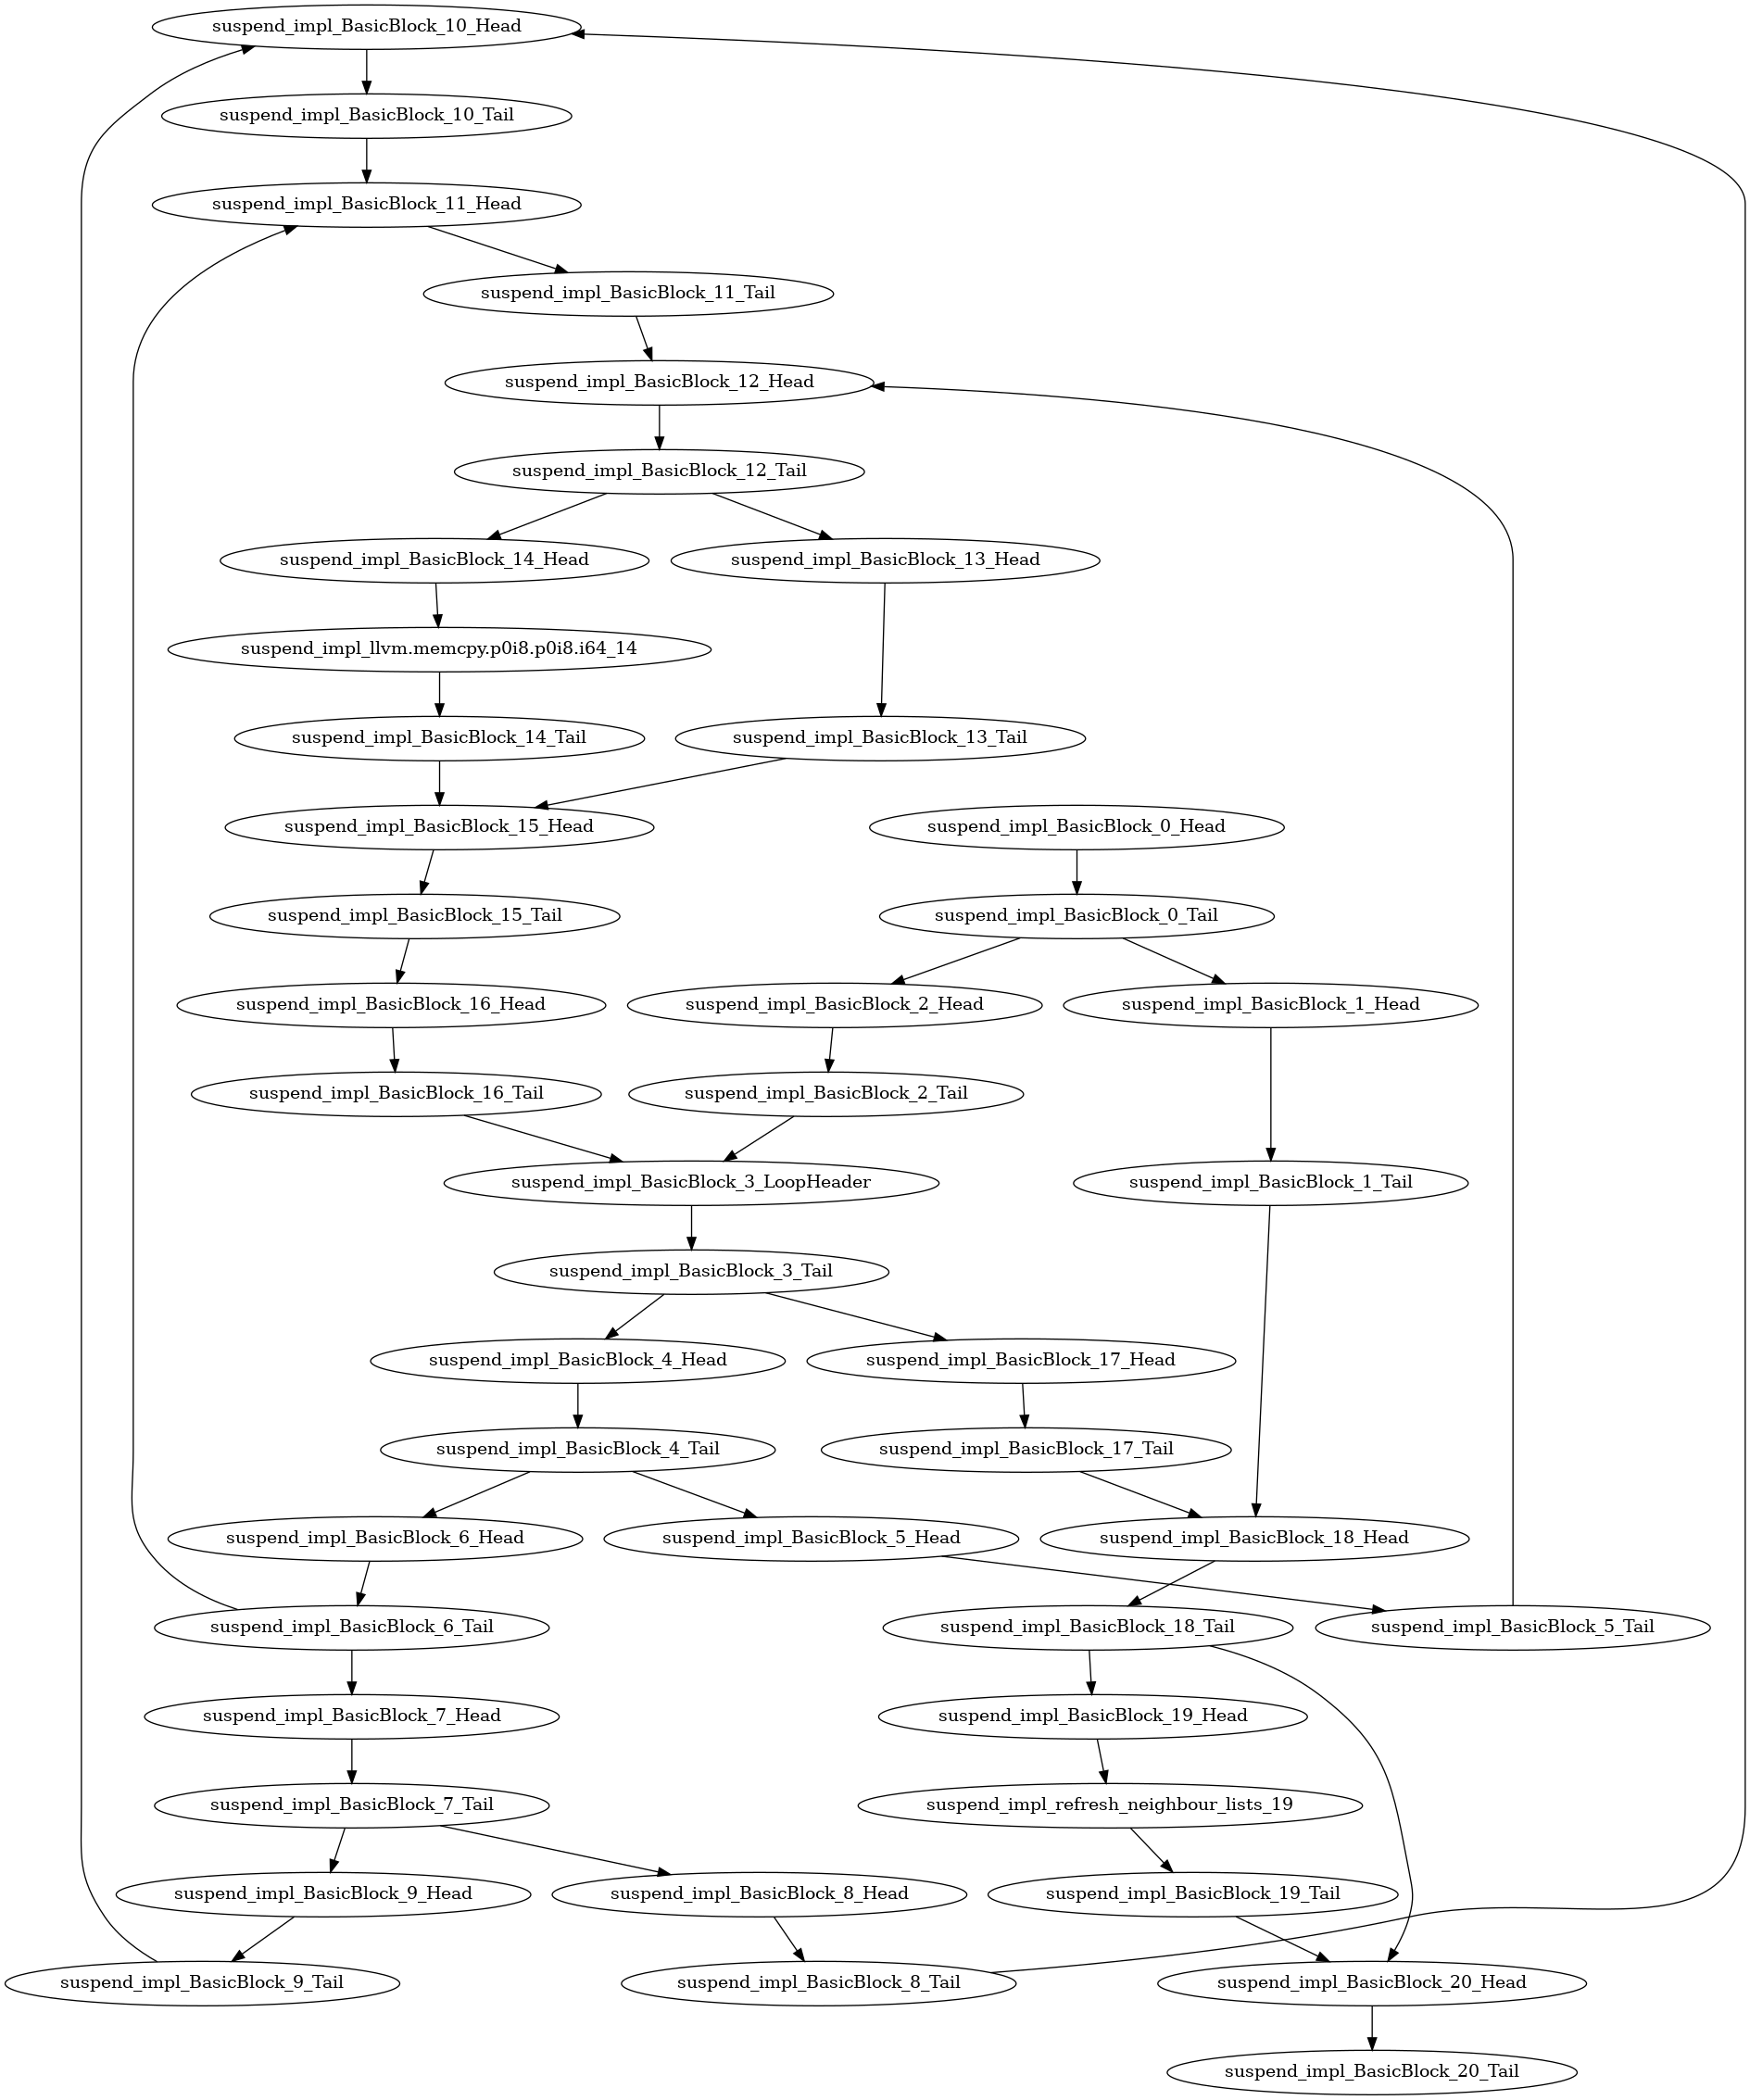 suspend_impl_BasicBlock_10_Head
suspend_impl_BasicBlock_10_Tail
suspend_impl_BasicBlock_11_Head
suspend_impl_BasicBlock_11_Tail
suspend_impl_BasicBlock_12_Head
suspend_impl_BasicBlock_12_Tail
suspend_impl_BasicBlock_14_Head
suspend_impl_BasicBlock_13_Head
suspend_impl_llvm.memcpy.p0i8.p0i8.i64_14
suspend_impl_BasicBlock_14_Tail
suspend_impl_BasicBlock_13_Tail
suspend_impl_BasicBlock_15_Head
suspend_impl_BasicBlock_0_Head
suspend_impl_BasicBlock_15_Tail
suspend_impl_BasicBlock_0_Tail
suspend_impl_BasicBlock_16_Head
suspend_impl_BasicBlock_2_Head
suspend_impl_BasicBlock_1_Head
suspend_impl_BasicBlock_16_Tail
suspend_impl_BasicBlock_2_Tail
suspend_impl_BasicBlock_3_LoopHeader
suspend_impl_BasicBlock_1_Tail
suspend_impl_BasicBlock_3_Tail
suspend_impl_BasicBlock_4_Head
suspend_impl_BasicBlock_17_Head
suspend_impl_BasicBlock_4_Tail
suspend_impl_BasicBlock_17_Tail
suspend_impl_BasicBlock_6_Head
suspend_impl_BasicBlock_5_Head
suspend_impl_BasicBlock_18_Head
suspend_impl_BasicBlock_6_Tail
suspend_impl_BasicBlock_18_Tail
suspend_impl_BasicBlock_5_Tail
suspend_impl_BasicBlock_7_Head
suspend_impl_BasicBlock_19_Head
suspend_impl_BasicBlock_7_Tail
suspend_impl_refresh_neighbour_lists_19
suspend_impl_BasicBlock_9_Head
suspend_impl_BasicBlock_8_Head
suspend_impl_BasicBlock_19_Tail
suspend_impl_BasicBlock_9_Tail
suspend_impl_BasicBlock_8_Tail
suspend_impl_BasicBlock_20_Head
suspend_impl_BasicBlock_20_Tail